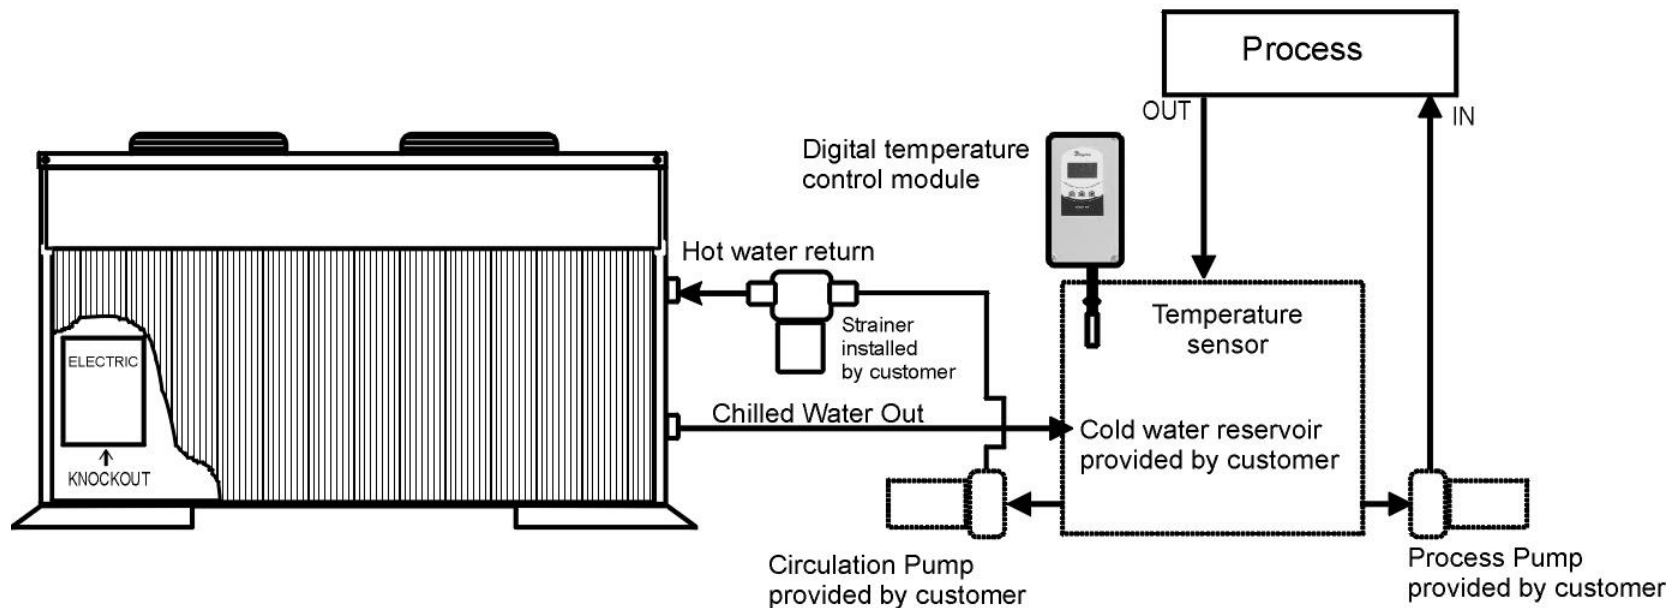 Process
OUT
IN
Digital temperature
control module
Hot water return
Strainer
installed
by customer
Temperature
sensor
ELECTRIC
KNOCKOUT
Chilled Water Out
Cold water reservoir
provided by customer
Circulation Pump
provided by customer
Process Pump
provided by customer